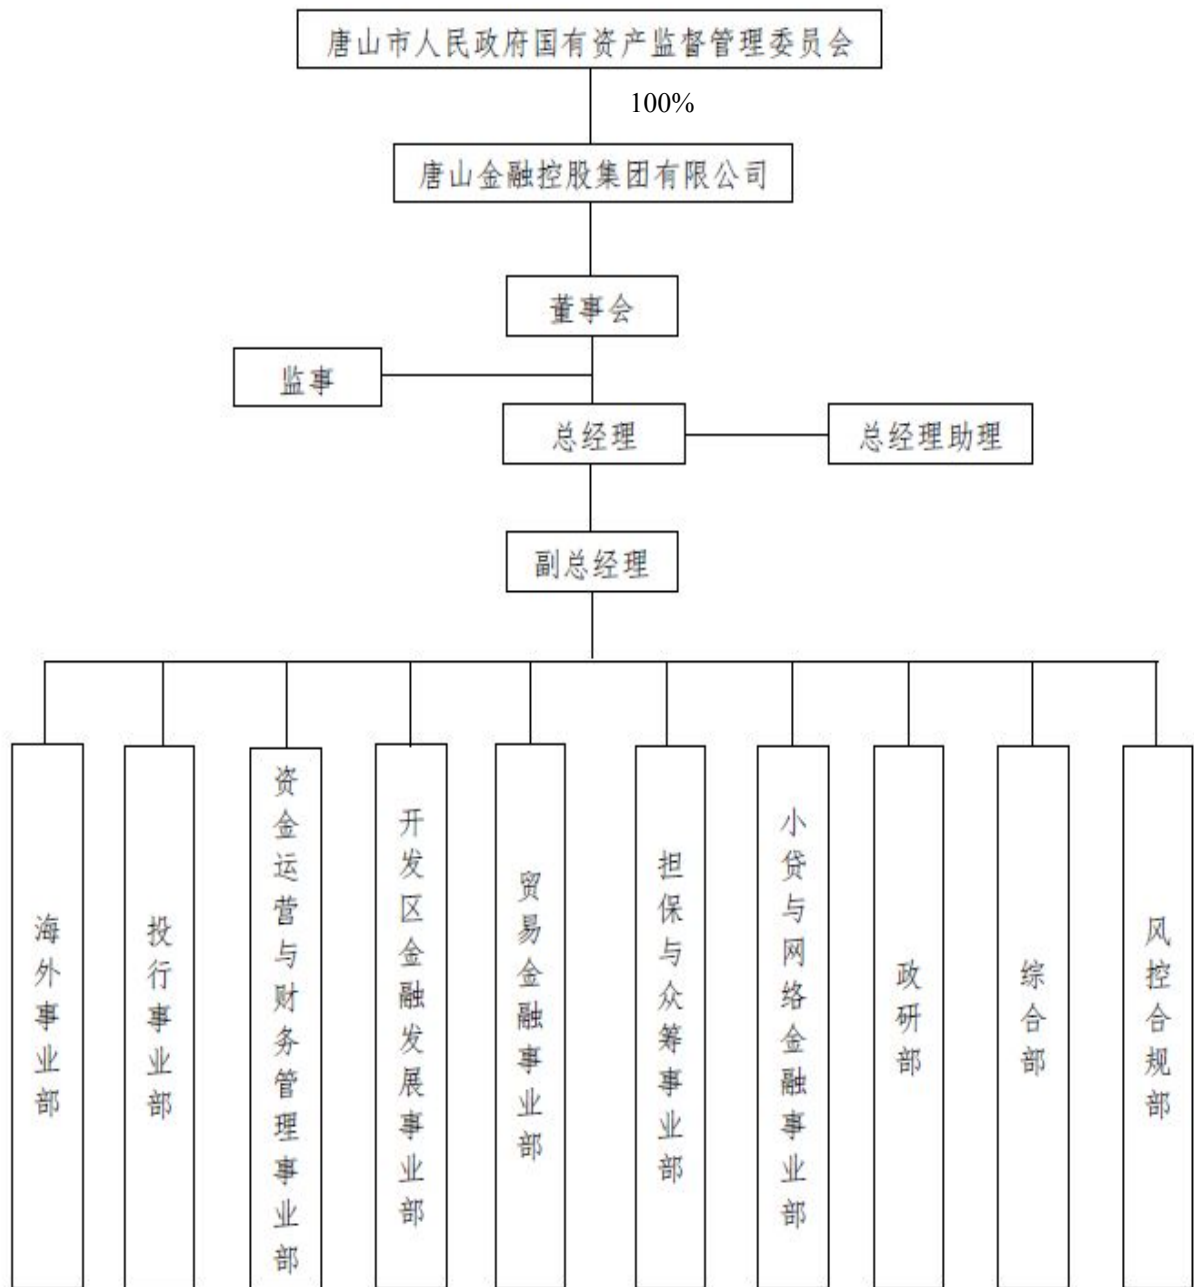 唐山市人民政府国有资产监督管理委员会
100%
唐山金融控股集团有限公司
董事会
监事
总经理
总经理助理
副总经理
海外事业部
投行事业部
资金运营与财务管理事业部
开发区金融发展事业部
贸易金融事业部
担保与众筹事业部
小贷与网络金融事业部
政研部
综合部
风控合规部